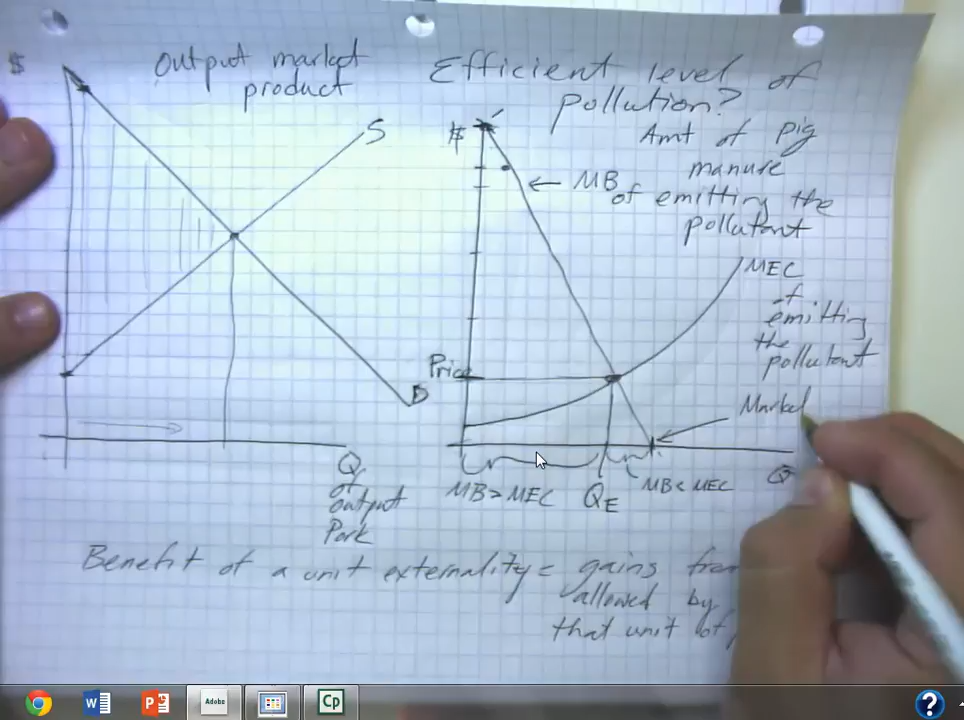 $
Output market
product
S
D
Q
of
output
Pork
Efficient level of
pollution?
Amt of pig
manure
$
MB
of emitting the
pollutant
MEC
of
emitting
the
pollutant
Price
Market
MB > MEC
QE
MB < MEC
Q
Benefit of a unit externality = gains from
allowed by
that unit of